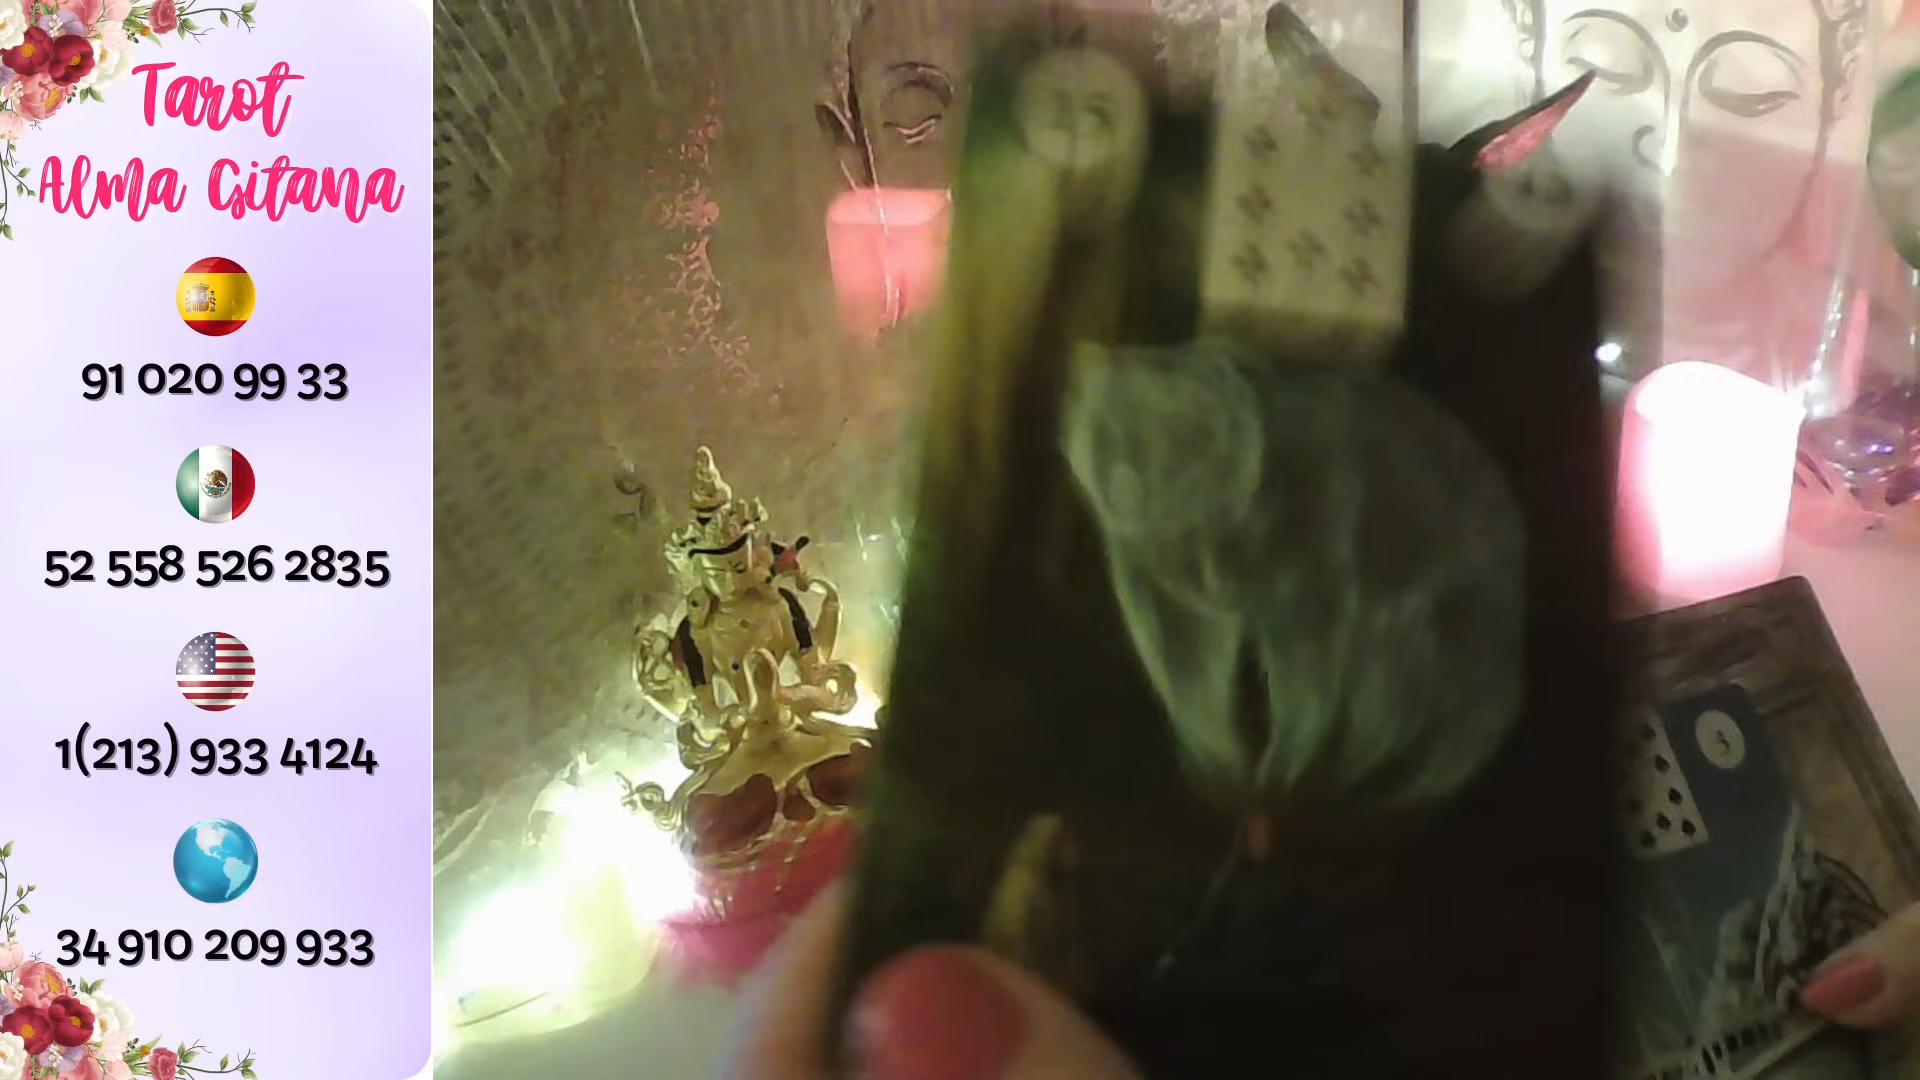 Tarot
Alma Gitana
91 020 99 33
52 558 526 2835
1(213) 933 4124
34 910 209 933